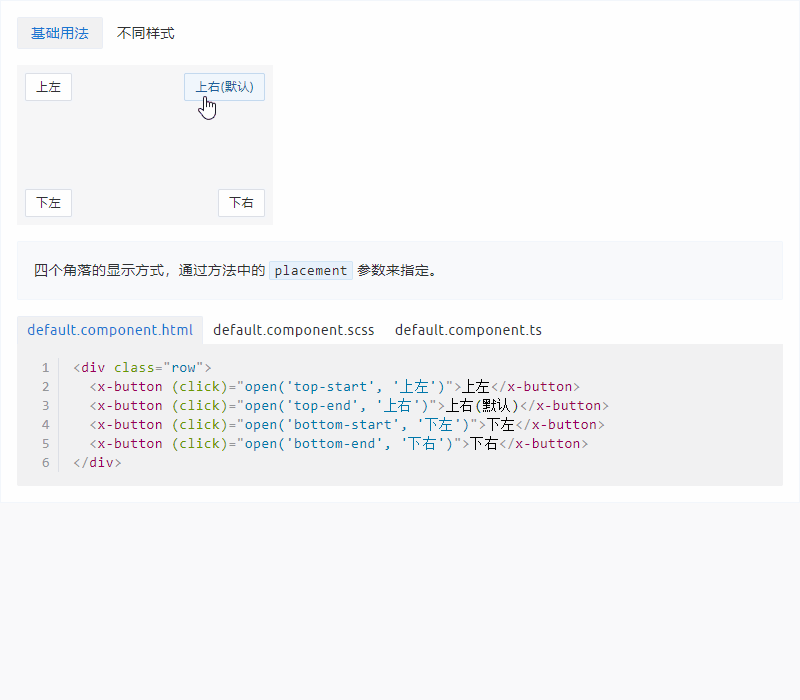 基础用法 不同样式
上左 上右(默认)
下左 下右
四个角落的显示方式，通过方法中的 placement 参数来指定。
default.component.html default.component.scss default.component.ts
1 <div class="row">
2 <x-button (click)="open('top-start', '上左')">上左</x-button>
3 <x-button (click)="open('top-end', '上右')">上右(默认)</x-button>
4 <x-button (click)="open('bottom-start', '下左')">下左</x-button>
5 <x-button (click)="open('bottom-end', '下右')">下右</x-button>
6 </div>